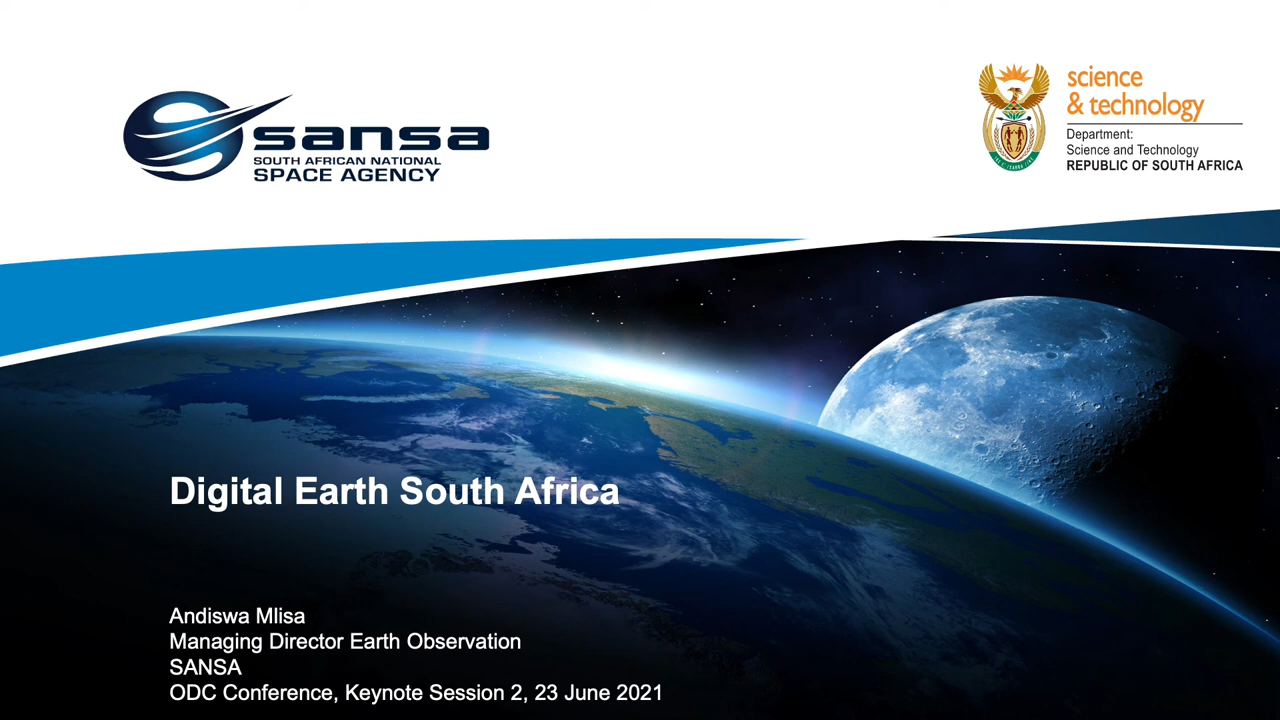 sansa
SOUTH AFRICAN NATIONAL
SPACE AGENCY
science
& technology
Department:
Science and Technology
REPUBLIC OF SOUTH AFRICA
Digital Earth South Africa
Andiswa Mlisa
Managing Director Earth Observation
SANSA
ODC Conference, Keynote Session 2, 23 June 2021